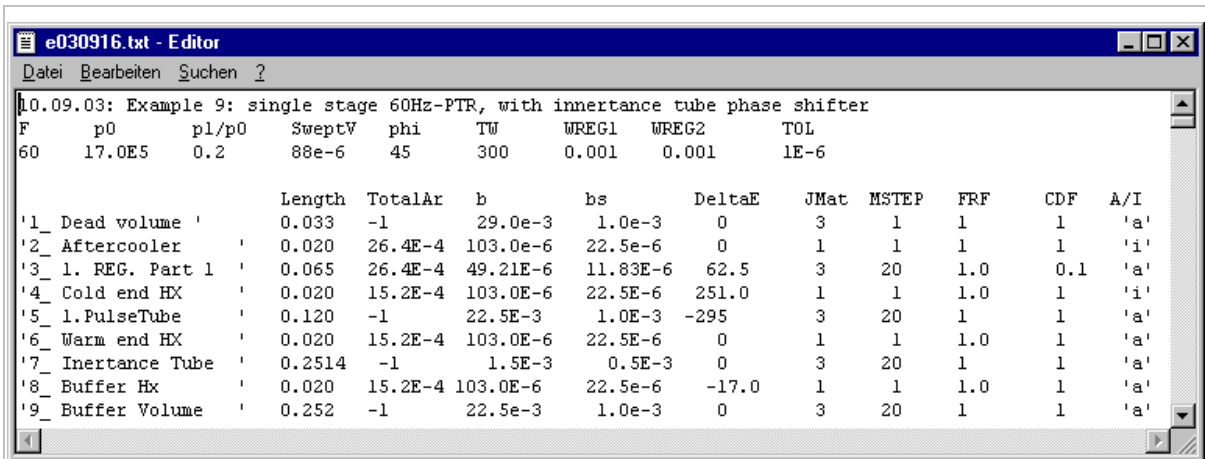 e030916.txt - Editor
Datei Bearbeiten Suchen ?
10.09.03: Example 9: single stage 60Hz-PTR, with innertance tube phase shifter
F p0 p1/p0 SweptV phi TW WREG1 WREG2 TOL
60 17.0E5 0.2 88e-6 45 300 0.001 0.001 1E-6
Length TotalAr b bs DeltaE JMat MSTEP FRF CDF A/I
'1_ Dead volume ' 0.033 -1 29.0e-3 1.0e-3 0 3 1 1 1 'a'
'2_ Aftercooler ' 0.020 26.4E-4 103.0e-6 22.5e-6 0 1 1 1 1 'i'
'3_ 1. REG. Part 1 ' 0.065 26.4E-4 49.21E-6 11.83E-6 62.5 3 20 1.0 0.1 'a'
'4_ Cold end HX ' 0.020 15.2E-4 103.0E-6 22.5E-6 251.0 1 1 1.0 1 'i'
'5_ 1.PulseTube ' 0.120 -1 22.5E-3 1.0E-3 -295 3 20 1 1 'a'
'6_ Warm end HX ' 0.020 15.2E-4 103.0E-6 22.5E-6 0 1 1 1.0 1 'a'
'7_ Inertance Tube ' 0.2514 -1 1.5E-3 0.5E-3 0 3 20 1 1 'a'
'8_ Buffer Hx ' 0.020 15.2E-4 103.0E-6 22.5e-6 -17.0 1 1 1.0 1 'a'
'9_ Buffer Volume ' 0.252 -1 22.5e-3 1.0e-3 0 3 20 1 1 'a'